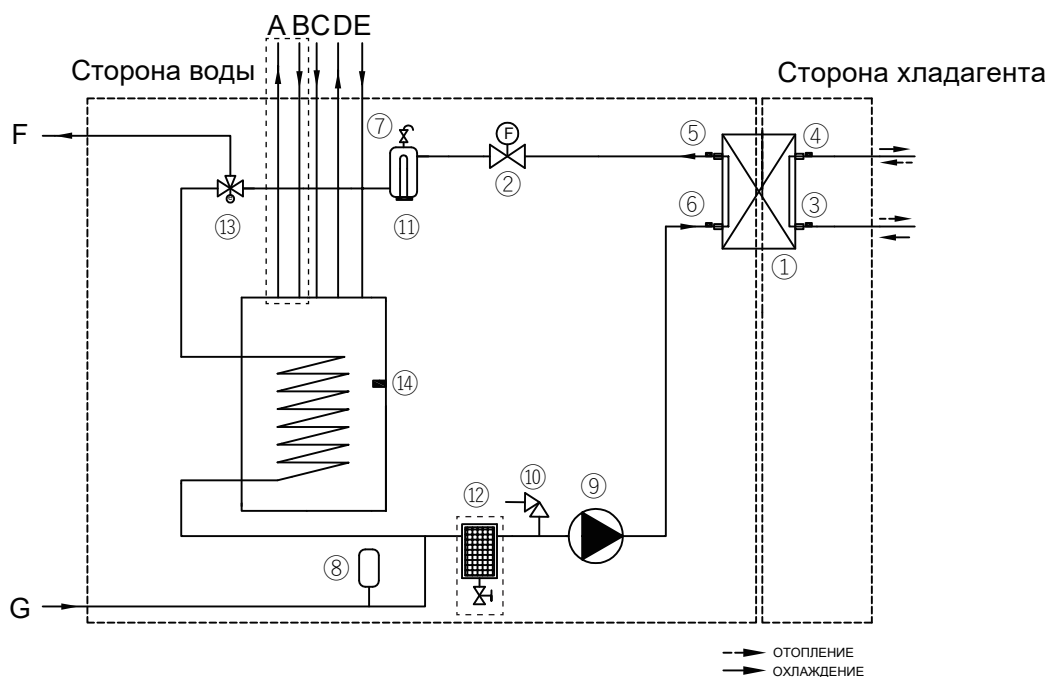 A B C D E
Сторона воды
Сторона хладагента
F
⑦
F
⑤
④
②
⑥
③
⑬
⑪
①
⑭
⑫
⑩
⑨
⑧
G
ОТОПЛЕНИЕ
ОХЛАЖДЕНИЕ